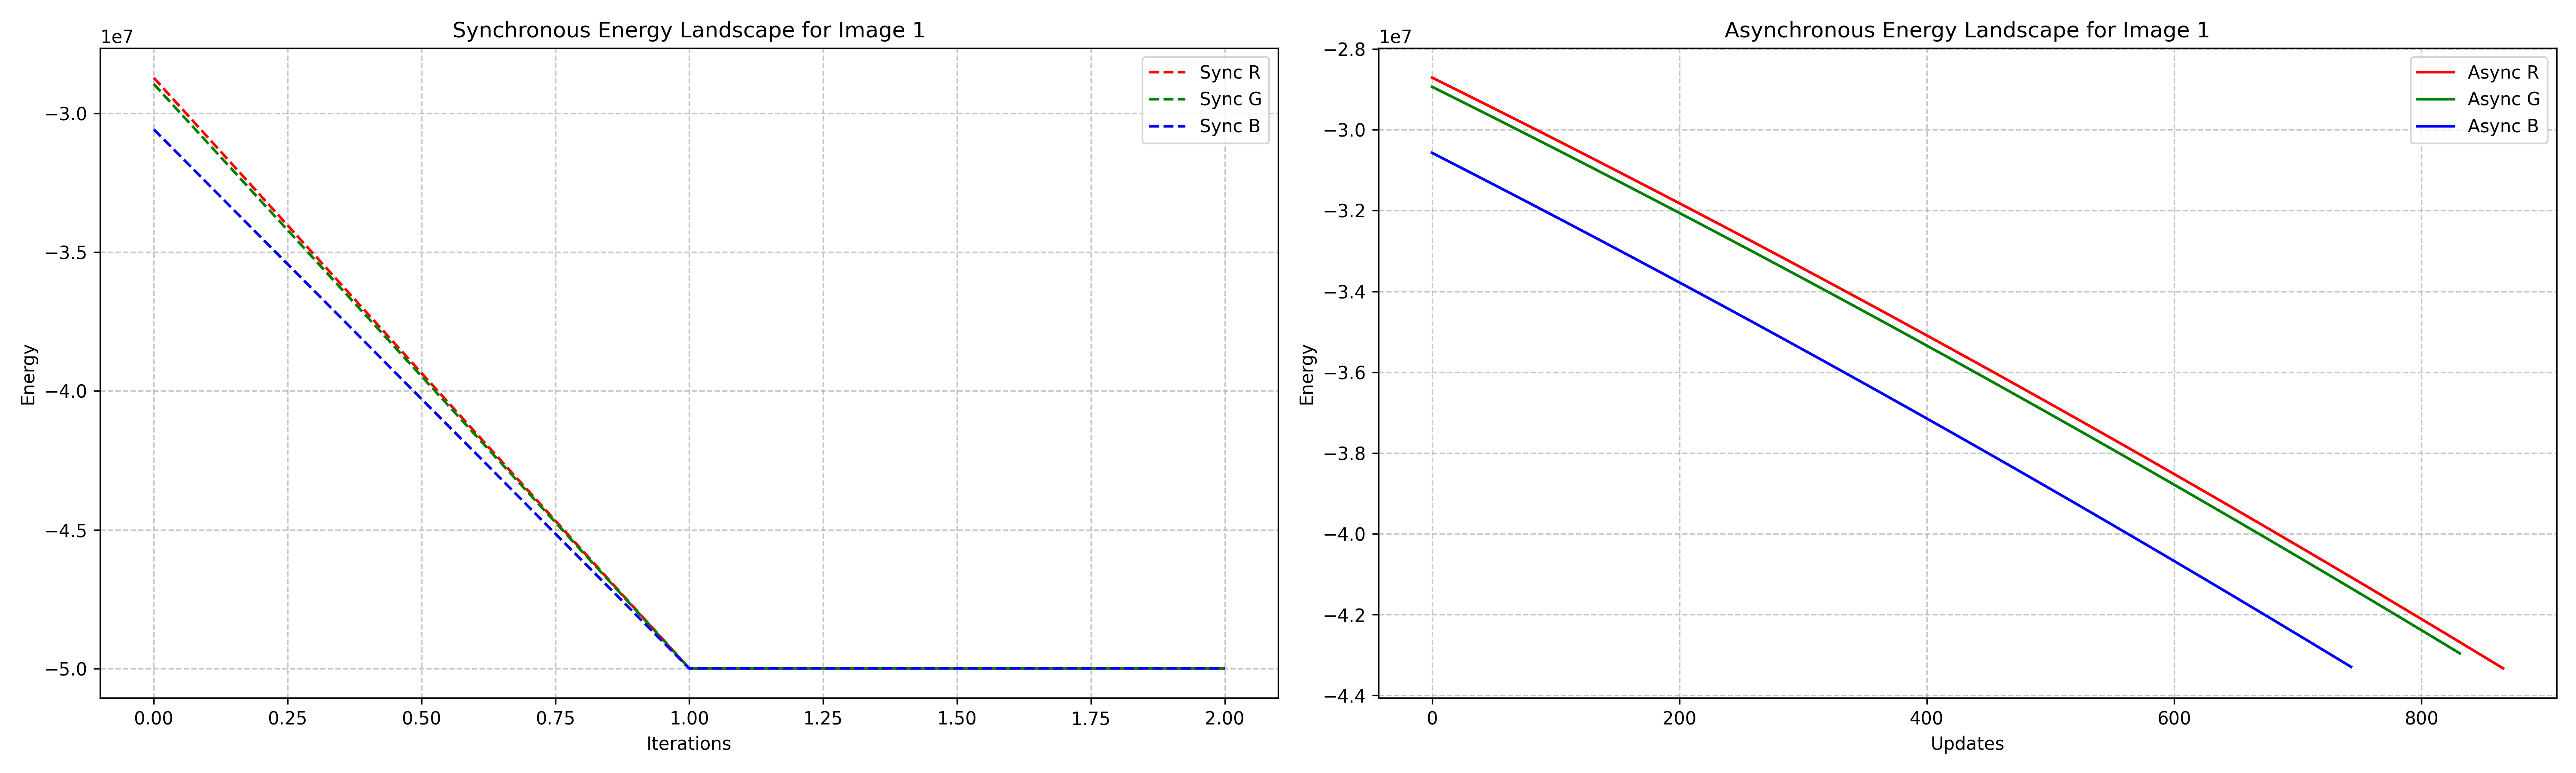 Synchronous Energy Landscape for Image 1
1e7
−3.0
−3.5
−4.0
−4.5
−5.0
Energy
0.00 0.25 0.50 0.75 1.00 1.25 1.50 1.75 2.00
Iterations
Sync R
Sync G
Sync B
Asynchronous Energy Landscape for Image 1
1e7
−2.8
−3.0
−3.2
−3.4
−3.6
−3.8
−4.0
−4.2
−4.4
Energy
0 200 400 600 800
Updates
Async R
Async G
Async B